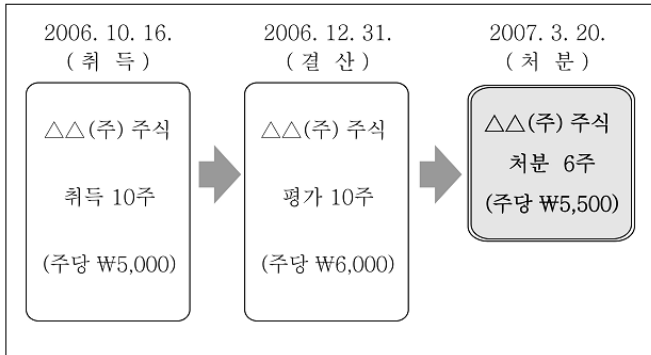 2006. 10. 16.
( 취 득 )
△△(주) 주식
취득 10주
(주당 ₩5,000)
2006. 12. 31.
( 결 산 )
△△(주) 주식
평가 10주
(주당 ₩6,000)
2007. 3. 20.
( 처 분 )
△△(주) 주식
처분 6주
(주당 ₩5,500)